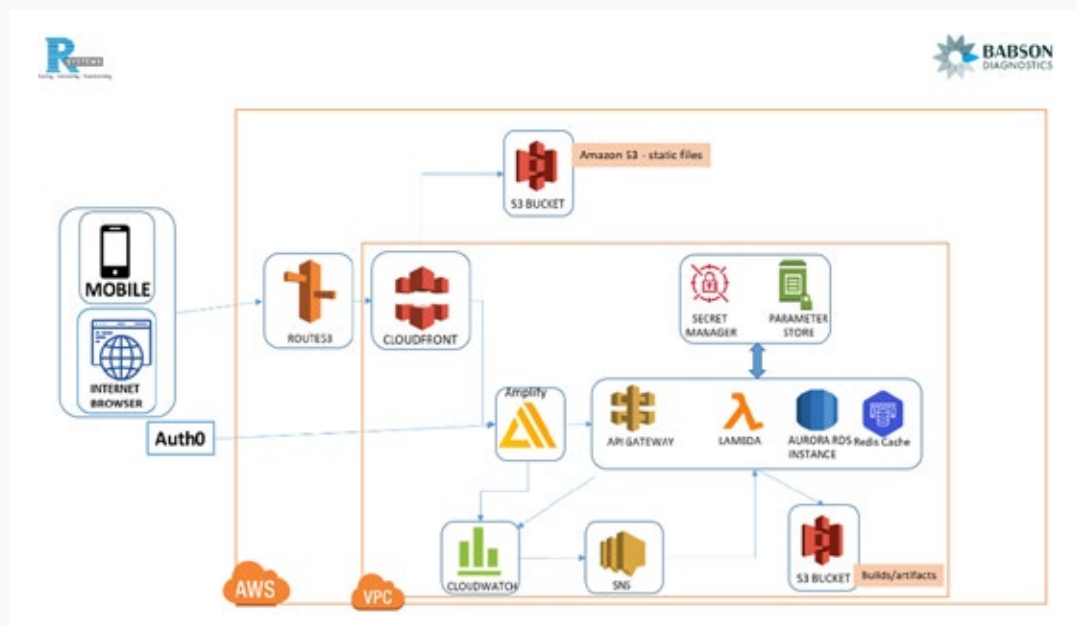 R
SYSTEMS
BABSON
DIAGNOSTICS
Amazon S3 - static files
S3 BUCKET
MOBILE
INTERNET
BROWSER
Auth0
ROUTE53
CLOUDFRONT
SECRET
MANAGER
PARAMETER
STORE
Amplify
API GATEWAY
LAMBDA
AURORA RDS
INSTANCE
Redis Cache
CLOUDWATCH
SNS
S3 BUCKET
Builds/artifacts
AWS
VPC